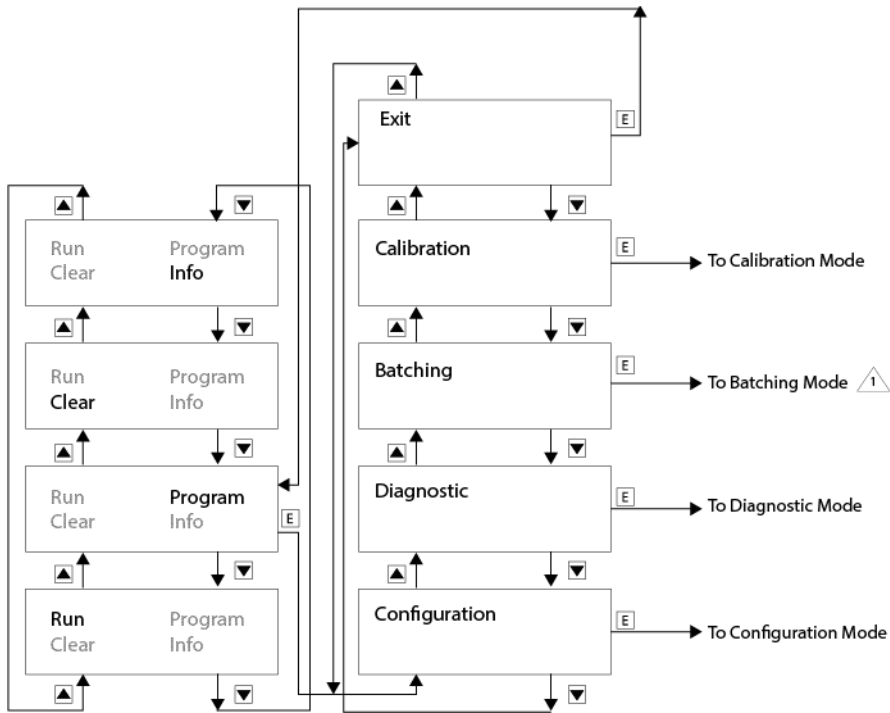 Exit
E
Run Program
Clear Info
Calibration
E
To Calibration Mode
Run Program
Clear Info
Batching
E
To Batching Mode 1
Run Program
Clear Info
E
Diagnostic
E
To Diagnostic Mode
Run Program
Clear Info
Configuration
E
To Configuration Mode